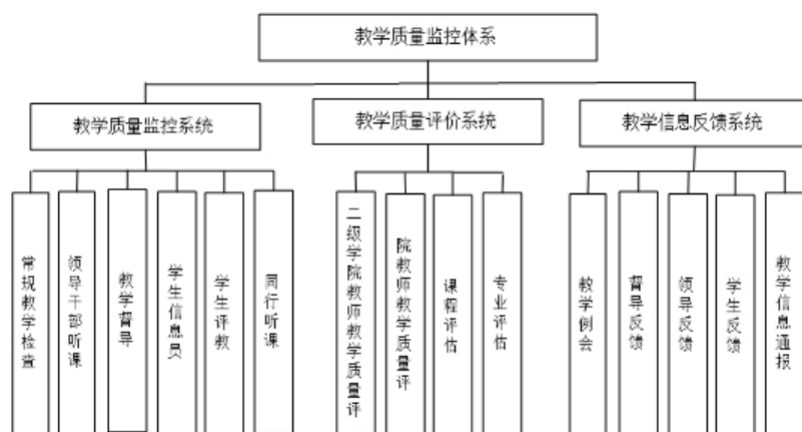 教学质量监控体系
教学质量监控系统
教学质量评价系统
教学信息反馈系统
常规教学检查
领导干部听课
教学督导
学生信息员
学生评教
同行听课
二级学院教师教学质量评
院教师教学质量评
课程评估
专业评估
教学例会
督导反馈
领导反馈
学生反馈
教学信息通报